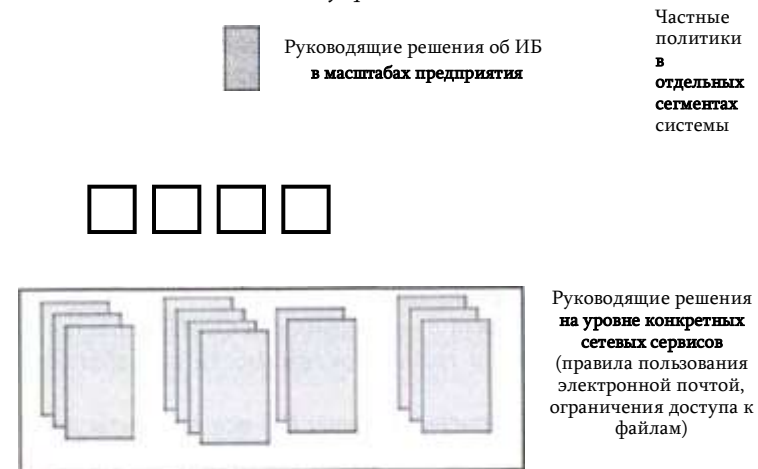 Руководящие решения об ИБ
в масштабах предприятия
Частные
политики
в
отдельных
сегментах
системы
Руководящие решения
на уровне конкретных
сетевых сервисов
(правила пользования
электронной почтой,
ограничения доступа к
файлам)